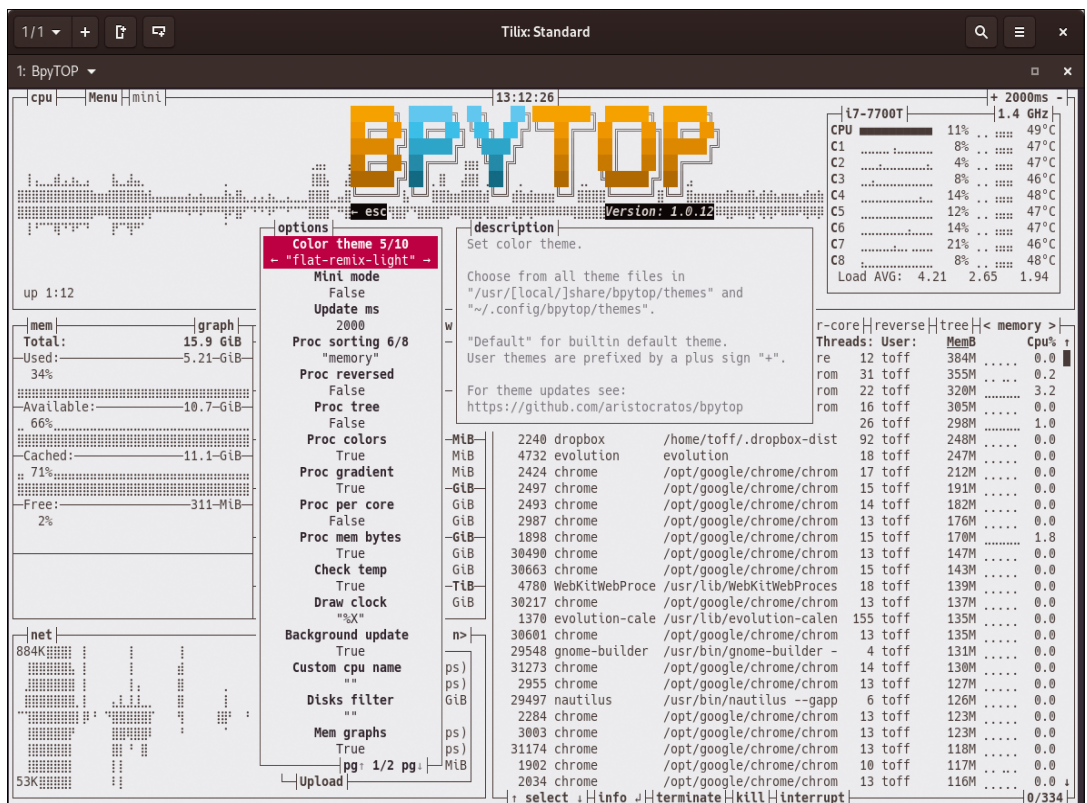 1/1
Tilix: Standard
1: BpyTOP
cpu Menu mini 13:12:26 + 2000ms -
BPYTOP
← esc Version: 1.0.12
i7-7700T 1.4 GHz
CPU 11% 49°C
C1 8% 47°C
C2 4% 47°C
C3 8% 46°C
C4 14% 48°C
C5 12% 47°C
C6 14% 47°C
C7 21% 46°C
C8 8% 48°C
Load AVG: 4.21 2.65 1.94
up 1:12
options
Color theme 5/10
← "flat-remix-light" →
Mini mode
False
Update ms
2000
Proc sorting 6/8
"memory"
Proc reversed
False
Proc tree
False
Proc colors
True
Proc gradient
True
Proc per core
False
Proc mem bytes
True
Check temp
True
Draw clock
"%X"
Background update
True
Custom cpu name
""
Disks filter
""
Mem graphs
True
pg↑ 1/2 pg↓
description
Set color theme.
Choose from all theme files in
"/usr/[local/]share/bpytop/themes" and
"~/.config/bpytop/themes".
"Default" for builtin default theme.
User themes are prefixed by a plus sign "+".
For theme updates see:
https://github.com/aristocratos/bpytop
mem graph
Total: 15.9 GiB
Used: 5.21 GiB
34%
Available: 10.7 GiB
66%
Cached: 11.1 GiB
71%
Free: 311 MiB
2%
w
MiB
MiB
GiB
GiB
GiB
GiB
GiB
TiB
GiB
net n>
884K
53K
ps)
ps)
GiB
ps)
ps)
MiB
Upload
r-core reverse tree < memory >
Threads: User: MemB Cpu% ↑
re 12 toff 384M 0.0
rom 31 toff 355M 0.2
rom 22 toff 320M 3.2
rom 16 toff 305M 0.0
26 toff 298M 1.0
2240 dropbox /home/toff/.dropbox-dist 92 toff 248M 0.0
4732 evolution evolution 18 toff 247M 0.0
2424 chrome /opt/google/chrome/chrom 17 toff 212M 0.0
2497 chrome /opt/google/chrome/chrom 15 toff 191M 0.0
2493 chrome /opt/google/chrome/chrom 14 toff 182M 0.0
2987 chrome /opt/google/chrome/chrom 13 toff 176M 0.0
1898 chrome /opt/google/chrome/chrom 15 toff 170M 1.8
30490 chrome /opt/google/chrome/chrom 13 toff 147M 0.0
30663 chrome /opt/google/chrome/chrom 15 toff 143M 0.0
4780 WebKitWebProce /usr/lib/WebKitWebProces 18 toff 139M 0.0
30217 chrome /opt/google/chrome/chrom 13 toff 137M 0.0
1370 evolution-cale /usr/lib/evolution-calen 155 toff 135M 0.0
30601 chrome /opt/google/chrome/chrom 13 toff 135M 0.0
29548 gnome-builder /usr/bin/gnome-builder - 4 toff 131M 0.0
31273 chrome /opt/google/chrome/chrom 14 toff 130M 0.0
2955 chrome /opt/google/chrome/chrom 13 toff 127M 0.0
29497 nautilus /usr/bin/nautilus --gapp 6 toff 126M 0.0
2284 chrome /opt/google/chrome/chrom 13 toff 123M 0.0
3003 chrome /opt/google/chrome/chrom 13 toff 123M 0.0
31174 chrome /opt/google/chrome/chrom 13 toff 118M 0.0
1902 chrome /opt/google/chrome/chrom 10 toff 117M 0.0
2034 chrome /opt/google/chrome/chrom 13 toff 116M 0.0 ↓
↑ select ↓ info ↲ terminate kill interrupt 0/334